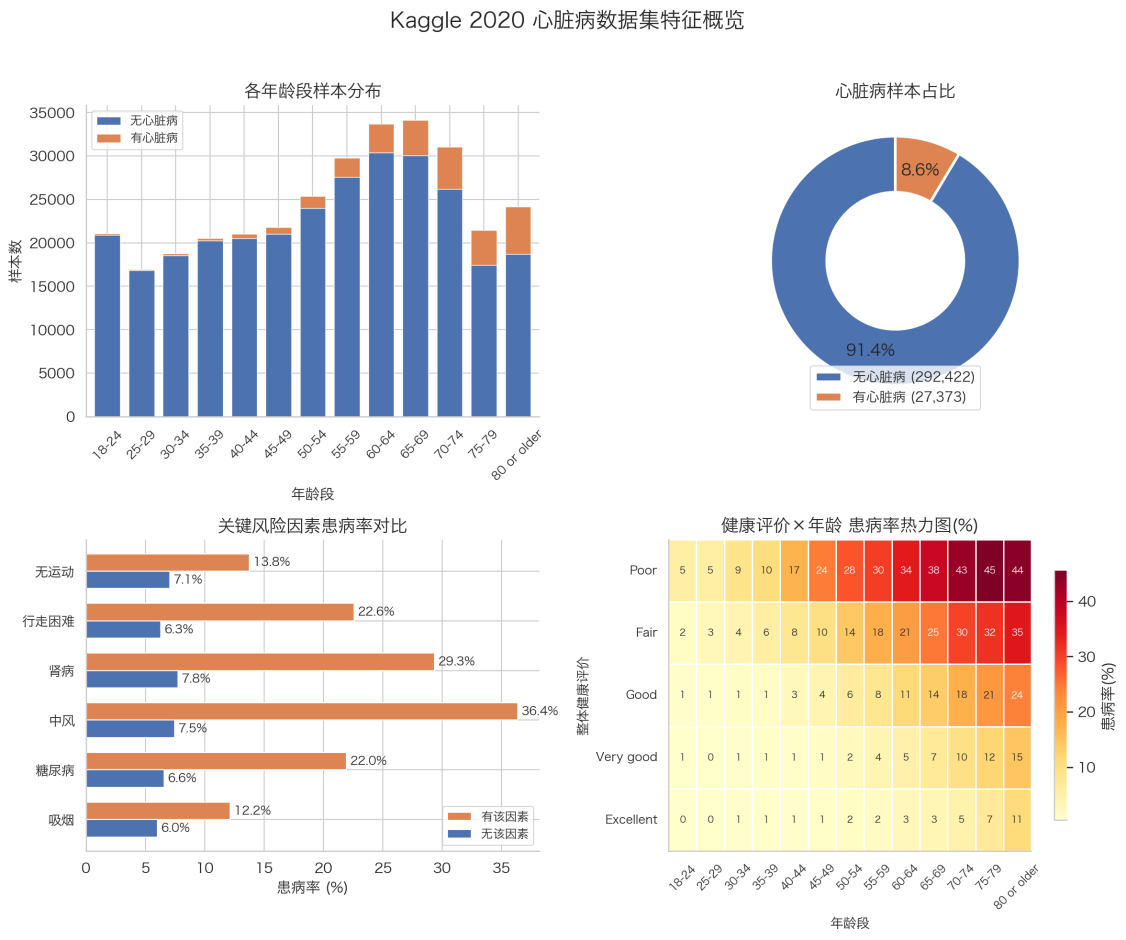 Kaggle 2020 心脏病数据集特征概览
各年龄段样本分布
样本数
35000
30000
25000
20000
15000
10000
5000
0
无心脏病
有心脏病
18-24
25-29
30-34
35-39
40-44
45-49
50-54
55-59
60-64
65-69
70-74
75-79
80 or older
年龄段
心脏病样本占比
8.6%
91.4%
无心脏病 (292,422)
有心脏病 (27,373)
关键风险因素患病率对比
无运动
13.8%
7.1%
行走困难
22.6%
6.3%
肾病
29.3%
7.8%
中风
36.4%
7.5%
糖尿病
22.0%
6.6%
吸烟
12.2%
6.0%
有该因素
无该因素
0 5 10 15 20 25 30 35
患病率 (%)
健康评价×年龄 患病率热力图(%)
整体健康评价
Poor 5 5 9 10 17 24 28 30 34 38 43 45 44
Fair 2 3 4 6 8 10 14 18 21 25 30 32 35
Good 1 1 1 1 3 4 6 8 11 14 18 21 24
Very good 1 0 1 1 1 1 2 4 5 7 10 12 15
Excellent 0 0 1 1 1 1 2 2 3 3 5 7 11
18-24
25-29
30-34
35-39
40-44
45-49
50-54
55-59
60-64
65-69
70-74
75-79
80 or older
年龄段
40
30
20
10
患病率(%)